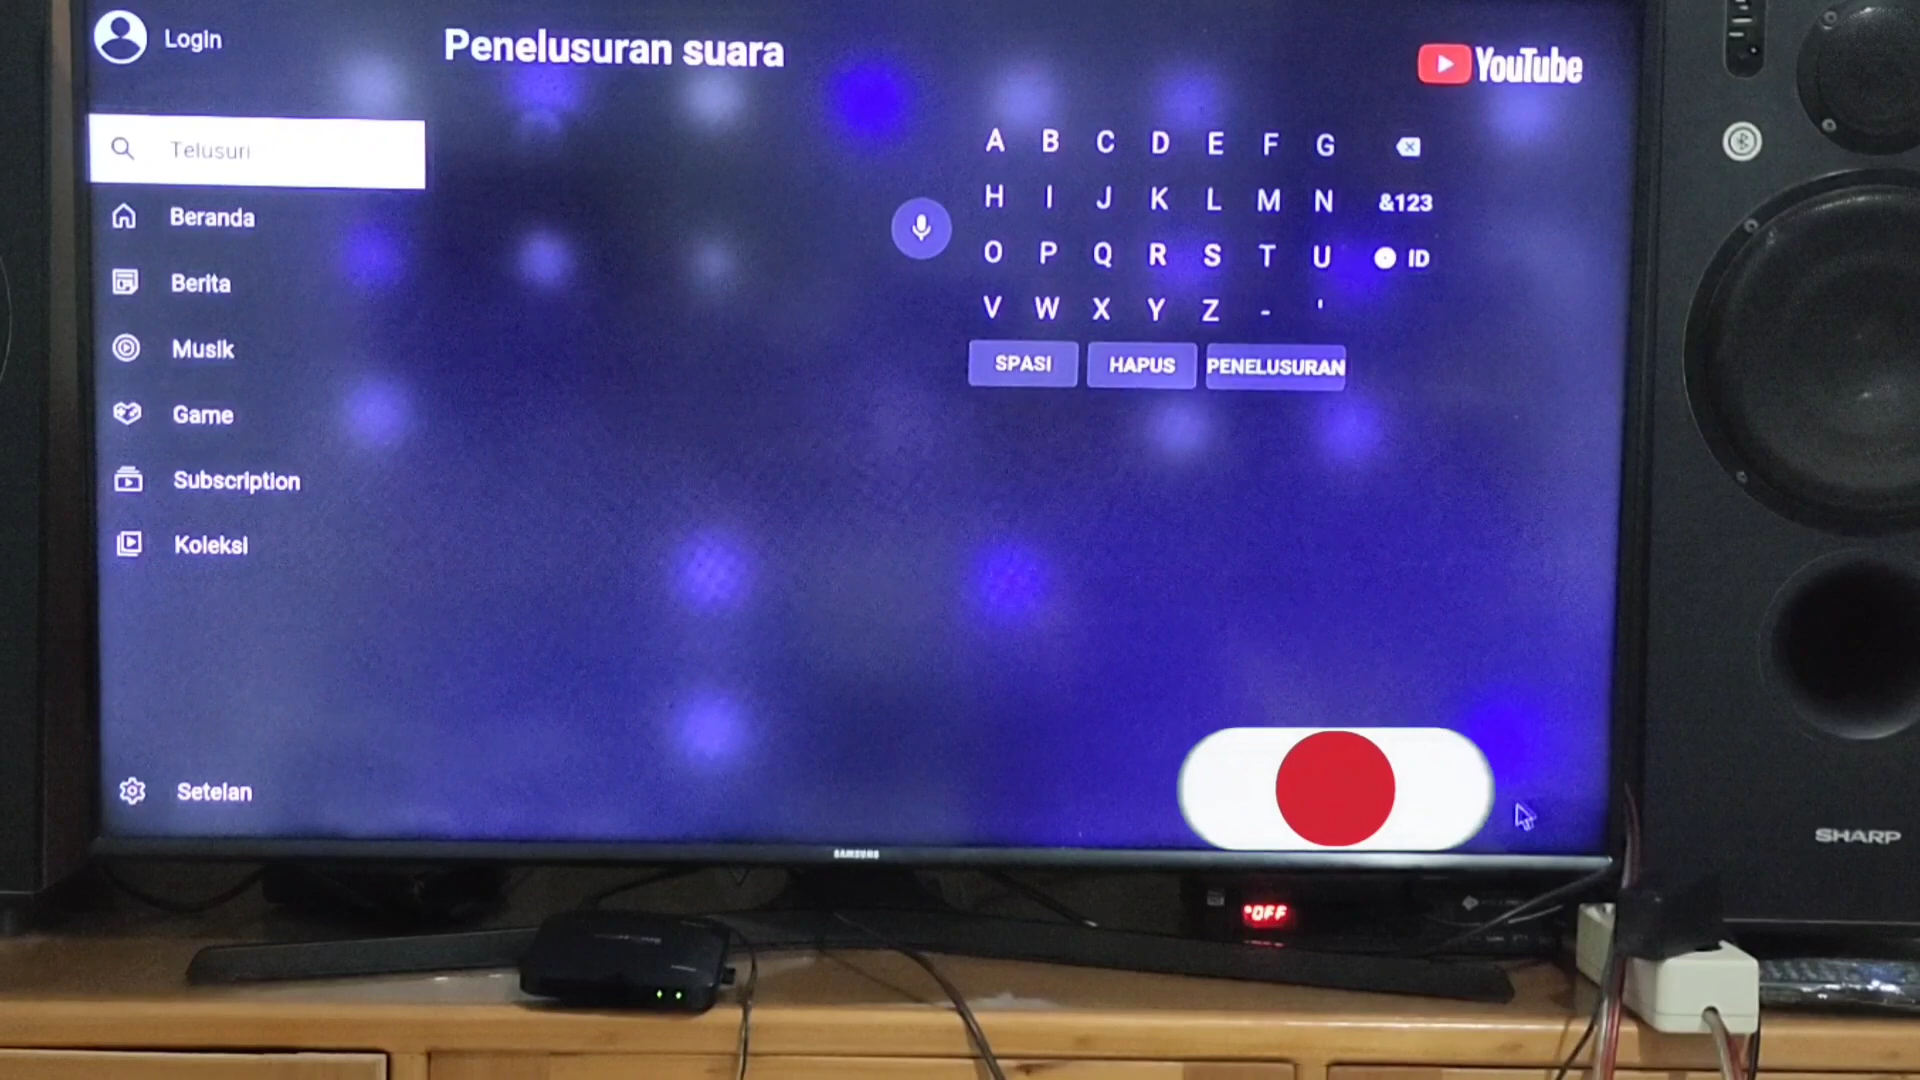 Login
Penelusuran suara
YouTube
Telusuri
Beranda
Berita
Musik
Game
Subscription
Koleksi
Setelan
A B C D E F G
H I J K L M N &123
O P Q R S T U ID
V W X Y Z - '
SPASI HAPUS PENELUSURAN
SAMSUNG
SHARP
*OFF